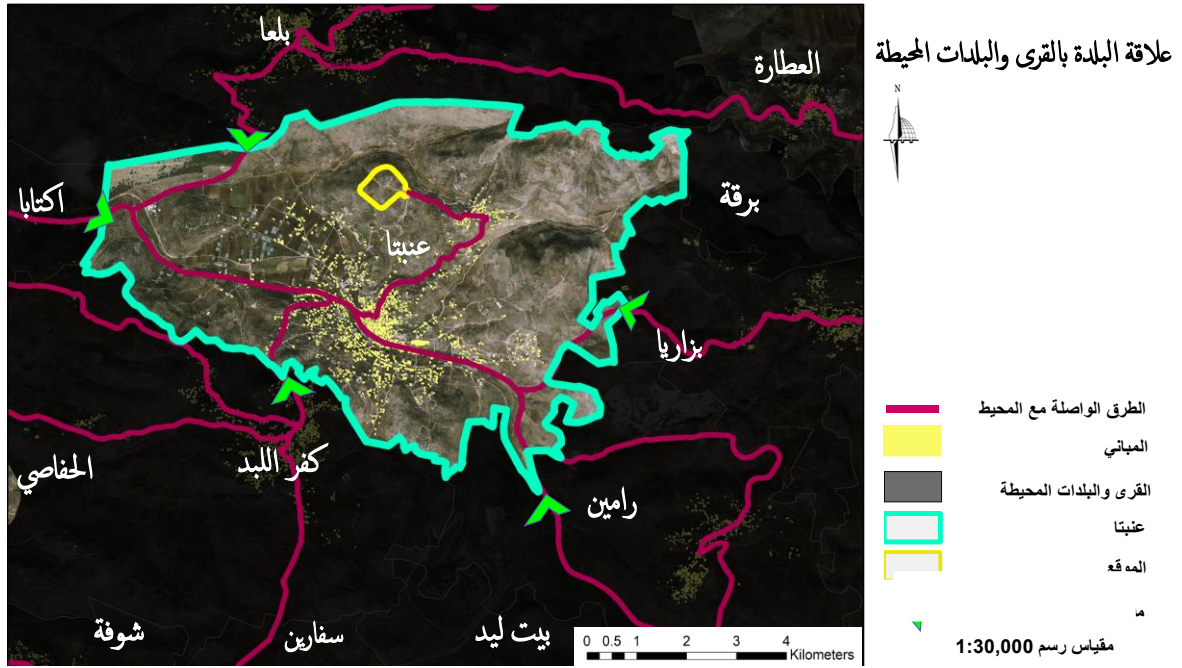 علاقة البلدة بالقرى والبلدات المحيطة
N
بلعا
العطارة
اكتابا
برقة
عنبتا
بزاريا
كفر اللبد
الحفاصي
رامين
شوفة
سفارين
بيت ليد
0 0.5 1 2 3 4
Kilometers
الطرق الواصلة مع المحيط
المباني
القرى والبلدات المحيطة
عنبتا
الموقع
مقياس رسم 1:30,000